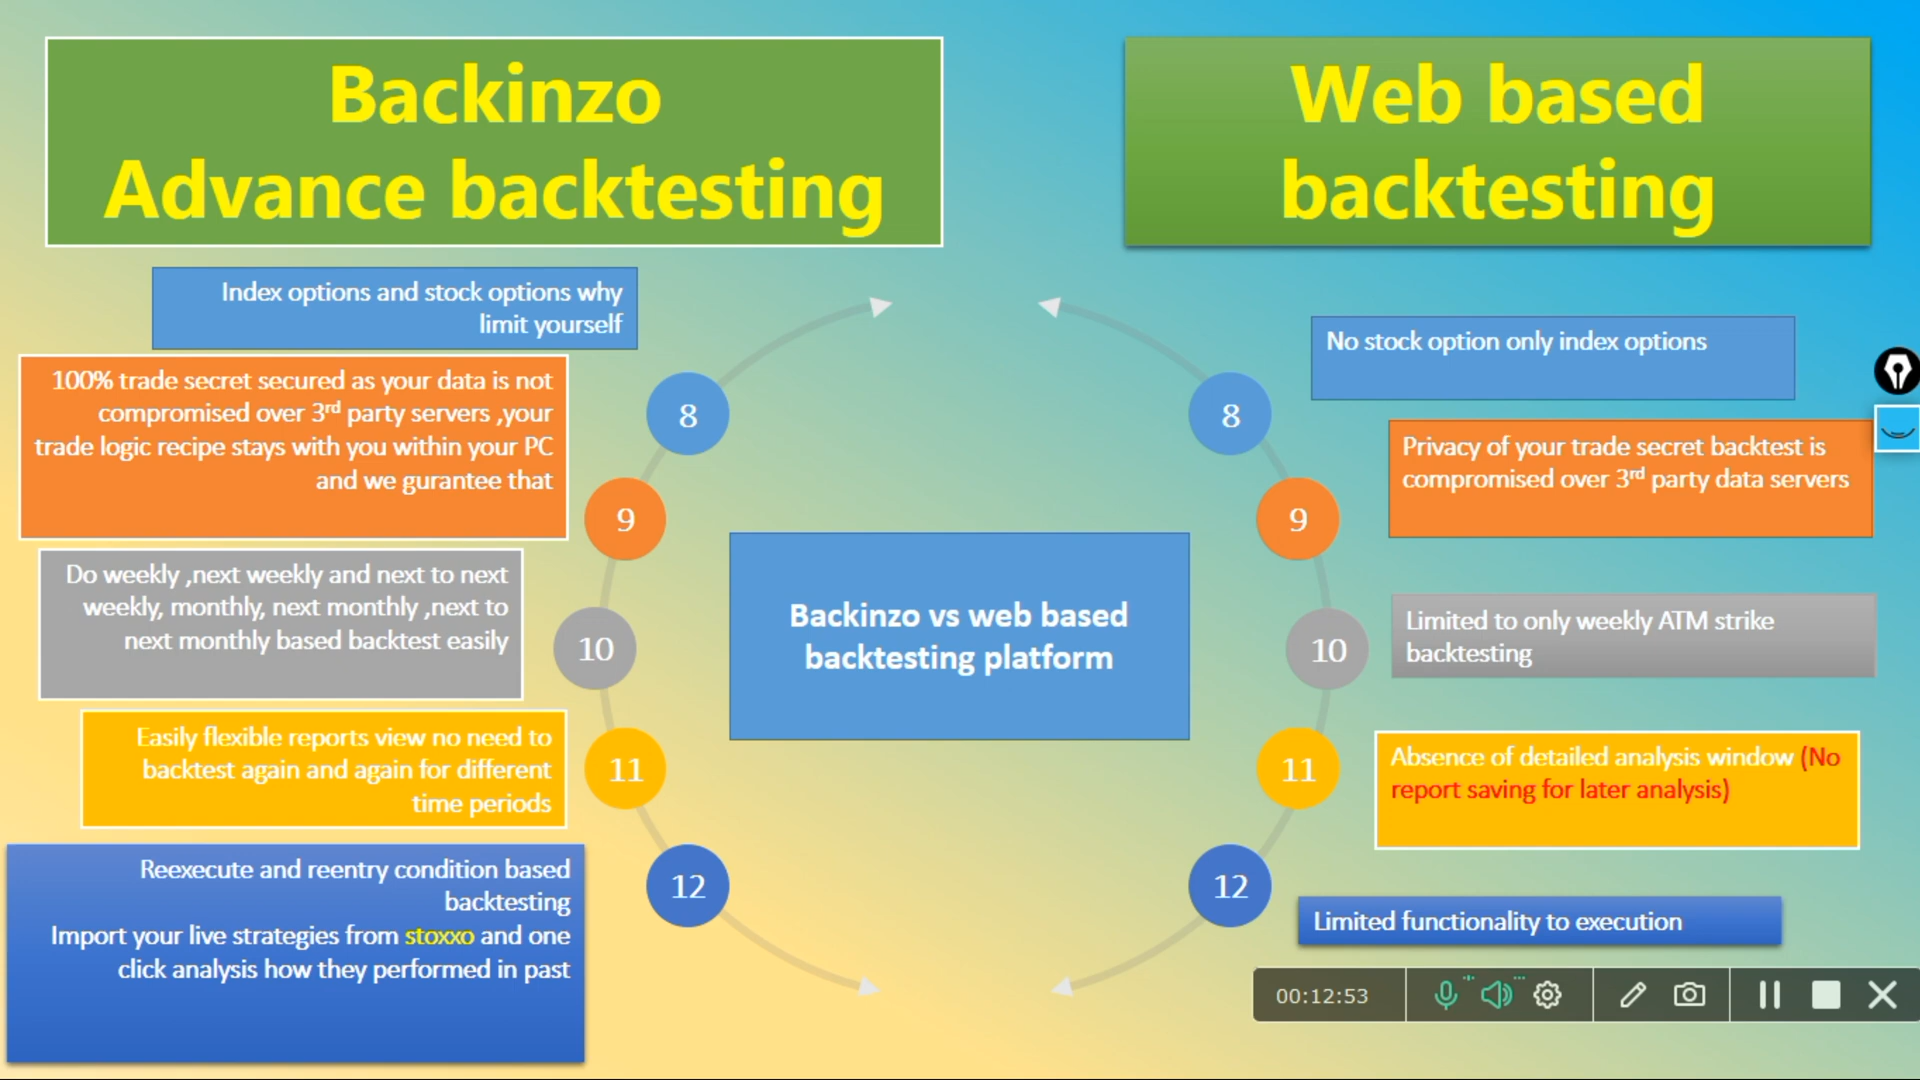 Backinzo
Advance backtesting
Web based
backtesting
Index options and stock options why
limit yourself
100% trade secret secured as your data is not
compromised over 3rd party servers ,your
trade logic recipe stays with you within your PC
and we gurantee that
Do weekly ,next weekly and next to next
weekly, monthly, next monthly ,next to
next monthly based backtest easily
Easily flexible reports view no need to
backtest again and again for different
time periods
Reexecute and reentry condition based
backtesting
Import your live strategies from stoxxo and one
click analysis how they performed in past
8
9
10
11
12
Backinzo vs web based
backtesting platform
8
9
10
11
12
No stock option only index options
Privacy of your trade secret backtest is
compromised over 3rd party data servers
Limited to only weekly ATM strike
backtesting
Absence of detailed analysis window (No
report saving for later analysis)
Limited functionality to execution
00:12:53